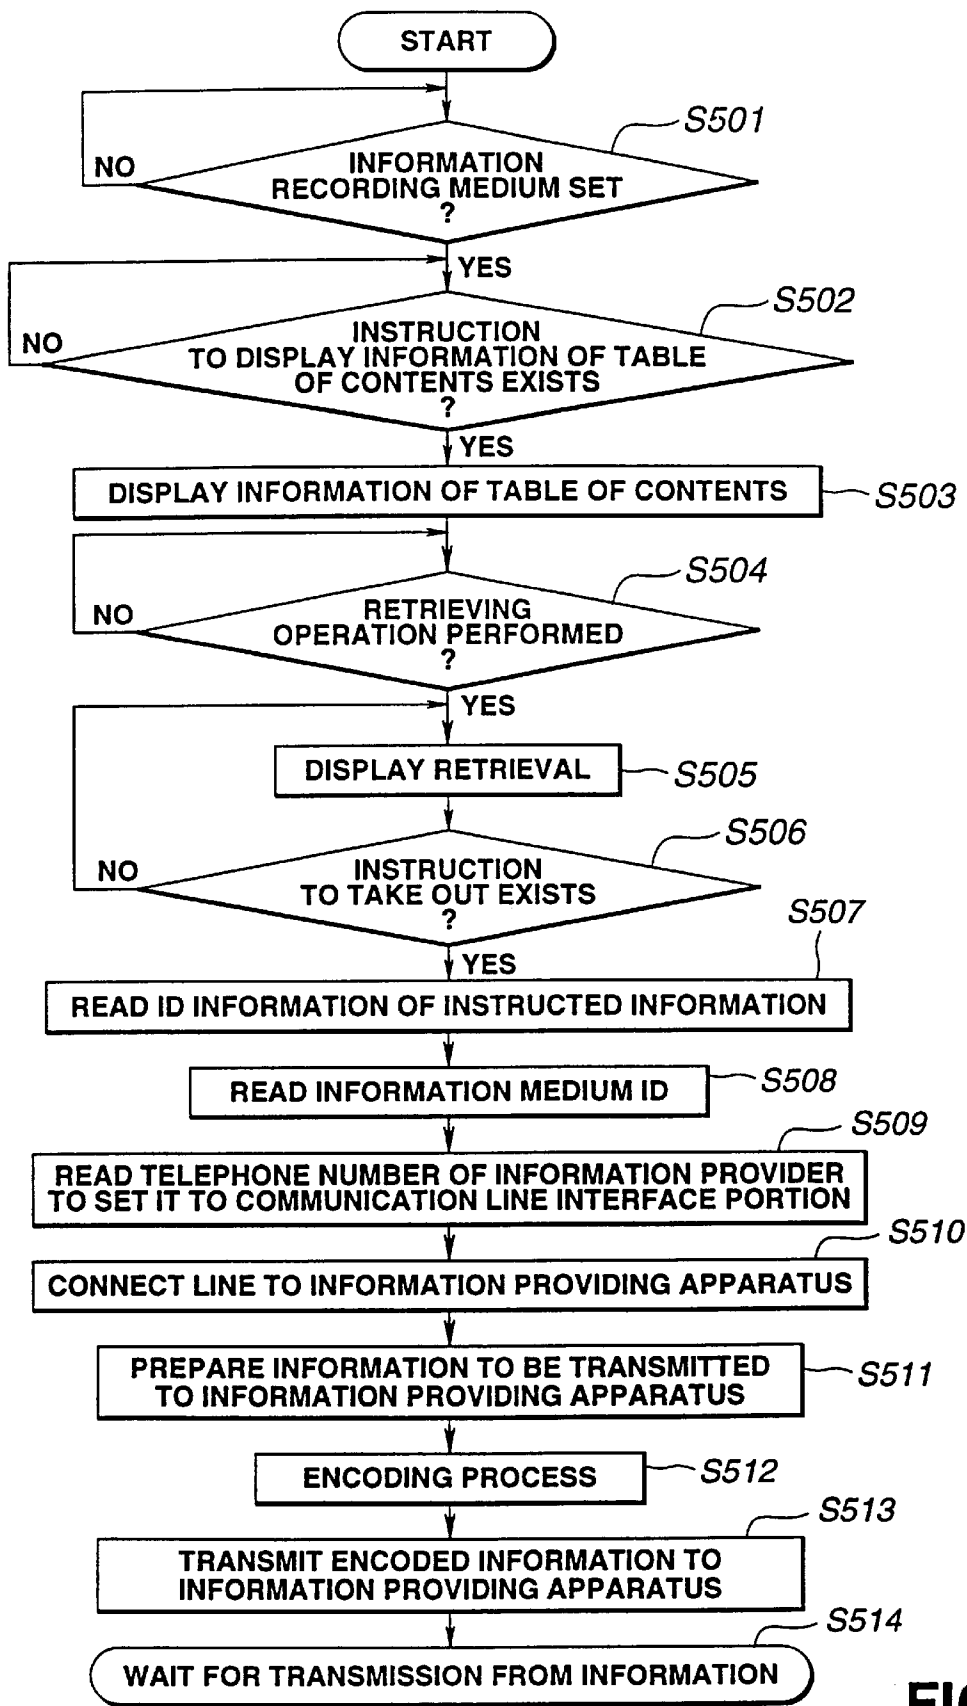 START
S501
NO
INFORMATION
RECORDING MEDIUM SET
?
YES
S502
NO
INSTRUCTION
TO DISPLAY INFORMATION OF TABLE
OF CONTENTS EXISTS
?
YES
DISPLAY INFORMATION OF TABLE OF CONTENTS
S503
S504
NO
RETRIEVING
OPERATION PERFORMED
?
YES
DISPLAY RETRIEVAL
S505
S506
NO
INSTRUCTION
TO TAKE OUT EXISTS
?
S507
YES
READ ID INFORMATION OF INSTRUCTED INFORMATION
READ INFORMATION MEDIUM ID
S508
S509
READ TELEPHONE NUMBER OF INFORMATION PROVIDER
TO SET IT TO COMMUNICATION LINE INTERFACE PORTION
S510
CONNECT LINE TO INFORMATION PROVIDING APPARATUS
PREPARE INFORMATION TO BE TRANSMITTED
TO INFORMATION PROVIDING APPARATUS
S511
ENCODING PROCESS
S512
S513
TRANSMIT ENCODED INFORMATION TO
INFORMATION PROVIDING APPARATUS
S514
WAIT FOR TRANSMISSION FROM INFORMATION